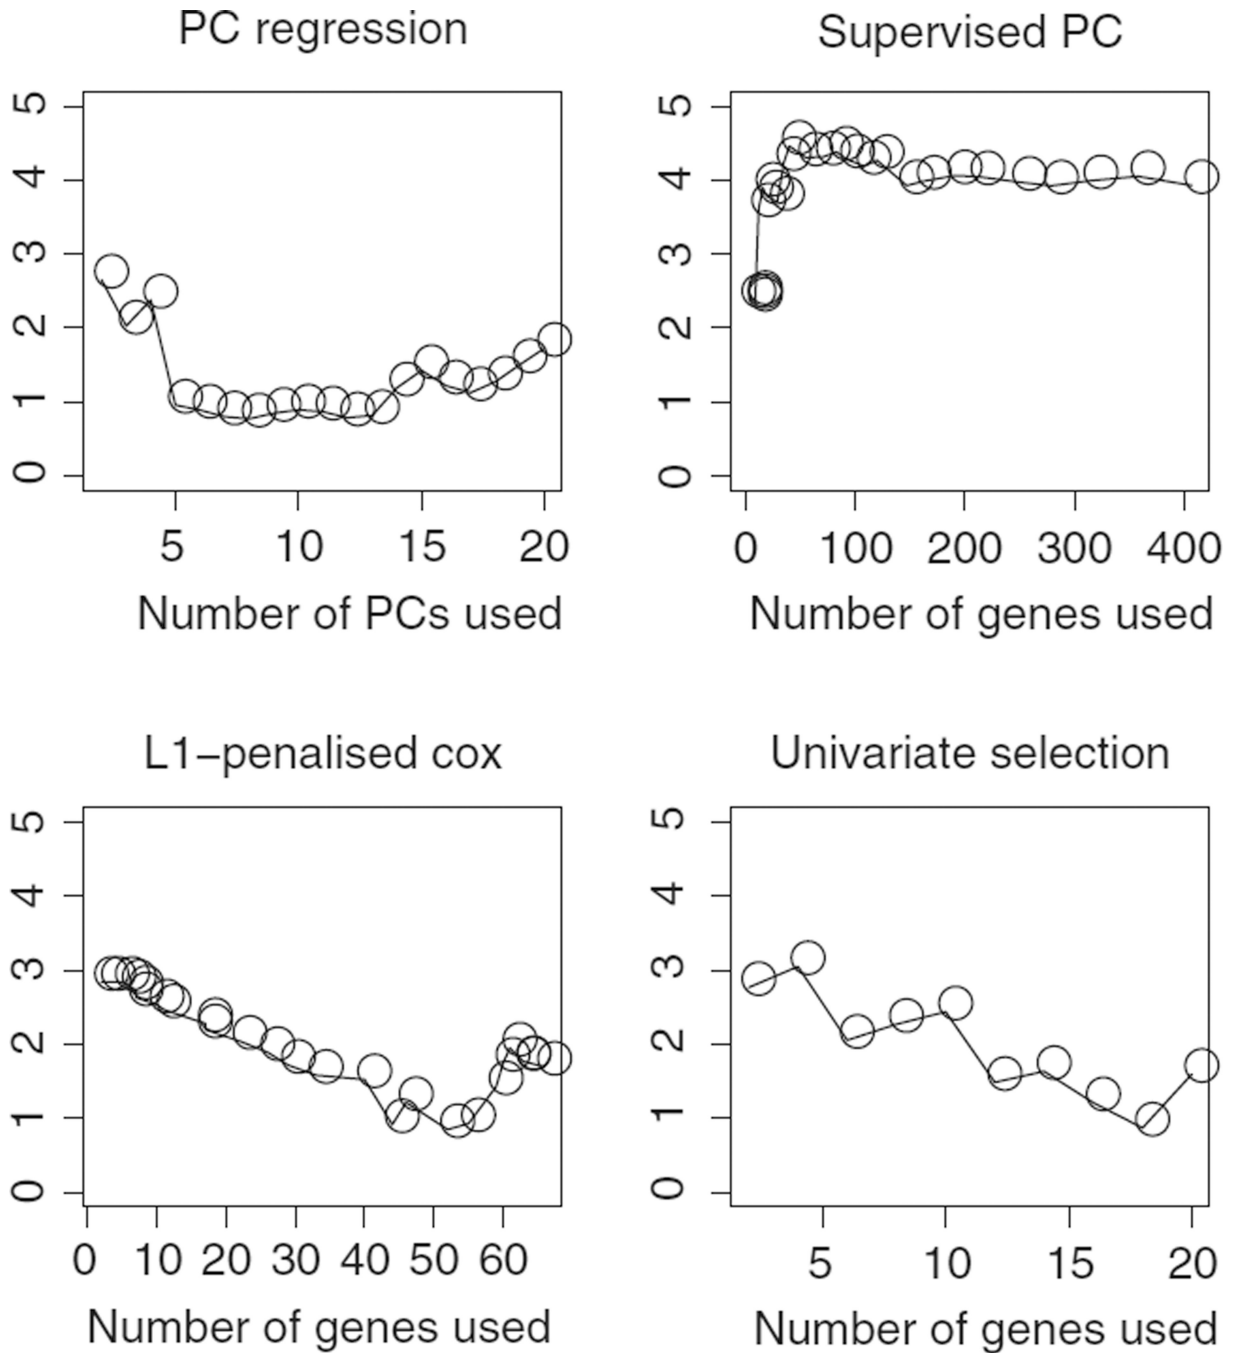 PC regression
5
4
3
2
1
0
5 10 15 20
Number of PCs used
Supervised PC
5
4
3
2
1
0
0 100 200 300 400
Number of genes used
L1–penalised cox
5
4
3
2
1
0
0 10 20 30 40 50 60
Number of genes used
Univariate selection
5
4
3
2
1
0
5 10 15 20
Number of genes used